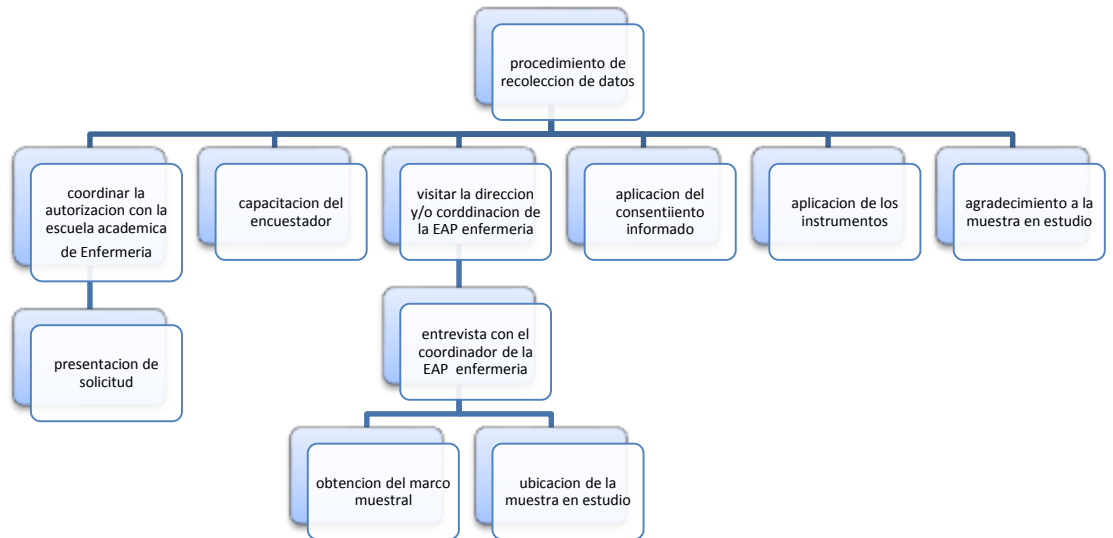 procedimiento de
recoleccion de datos
coordinar la
autorizacion con la
escuela academica
de Enfermeria
capacitacion del
encuestador
visitar la direccion
y/o corddinacion de
la EAP enfermeria
aplicacion del
consentiiento
informado
aplicacion de los
instrumentos
agradecimiento a la
muestra en estudio
presentacion de
solicitud
entrevista con el
coordinador de la
EAP enfermeria
obtencion del marco
muestral
ubicacion de la
muestra en estudio